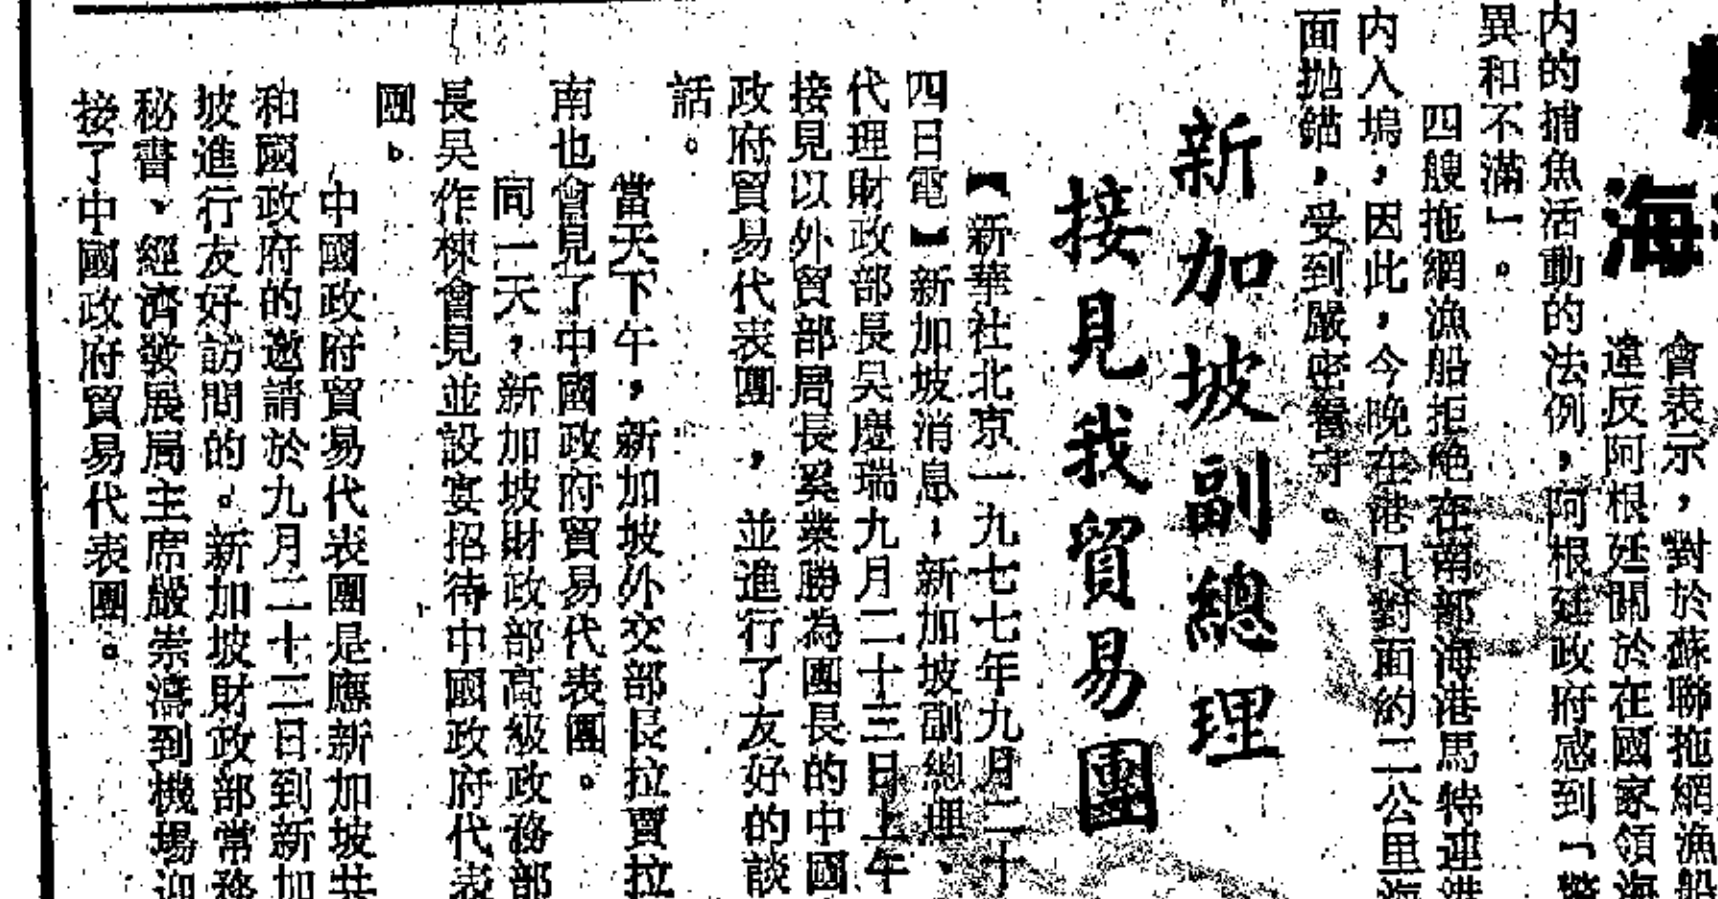 海
會表示，對於蘇聯拖網漁船
違反阿根廷關於在國家領海
內的捕魚活動的法例，阿根廷政府感到「驚
異和不滿」。
四艘拖網漁船拒絕在南部海港馬特連港
內入塢，因此，今晚在港口對面約二公里海
面拋錨，受到嚴密看守。
新加坡副總理
接見我貿易團
【新華社北京一九七七年九月二十
四日電】新加坡消息：新加坡副總理、
代理財政部長吳慶瑞九月二十三日上午
接見以外貿部局長奚業勝為團長的中國
政府貿易代表團，並進行了友好的談
話。
當天下午，新加坡外交部長拉賈拉
南也會見了中國政府貿易代表團。
同一天，新加坡財政部高級政務部
長吳作棟會見並設宴招待中國政府代表
團。
中國政府貿易代表團是應新加坡共
和國政府的邀請於九月二十二日到新加
坡進行友好訪問的。新加坡財政部常務
秘書、經濟發展局主席嚴崇濤到機場迎
接了中國政府貿易代表團。